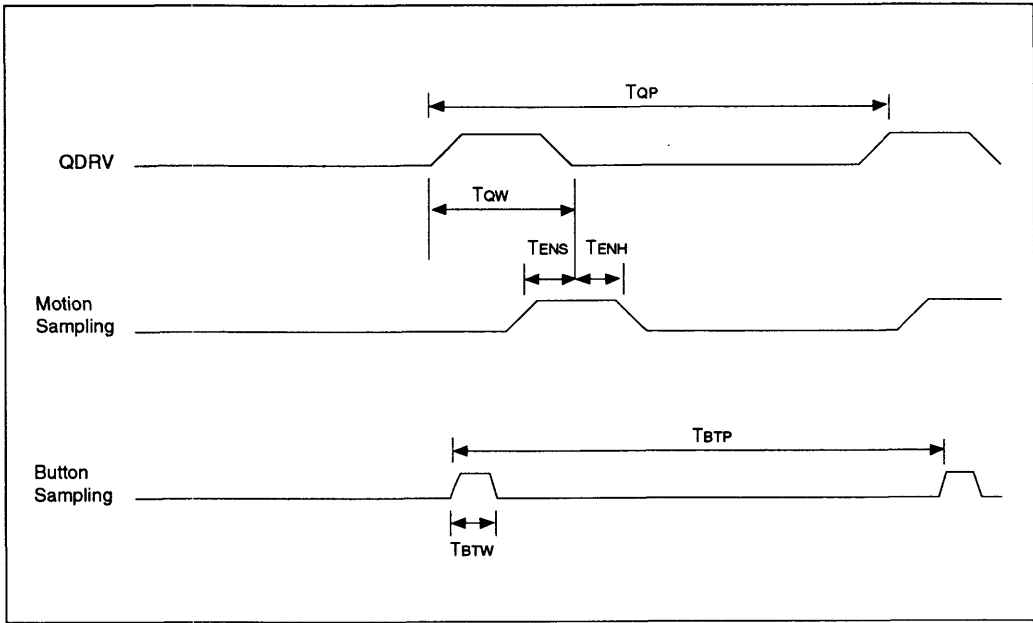 TQP
QDRV
TQW
TENS TENH
Motion
Sampling
TBTP
Button
Sampling
TBTW